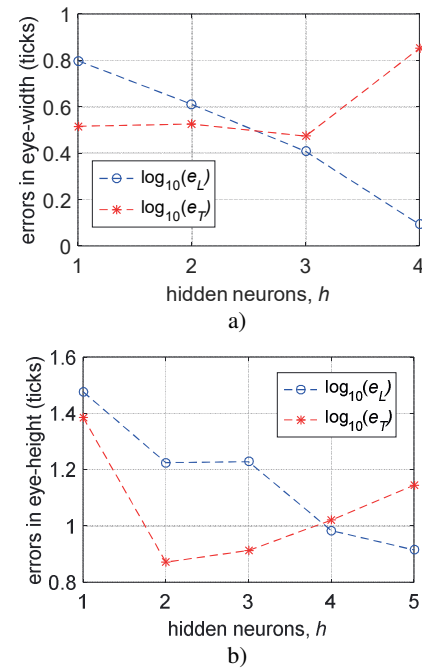 1
0.8
0.6
0.4
0.2
0
errors in eye-width (ticks)
log10(eL)
log10(eT)
1 2 3 4
hidden neurons, h
a)
1.6
1.4
1.2
1
0.8
errors in eye-height (ticks)
log10(eL)
log10(eT)
1 2 3 4 5
hidden neurons, h
b)